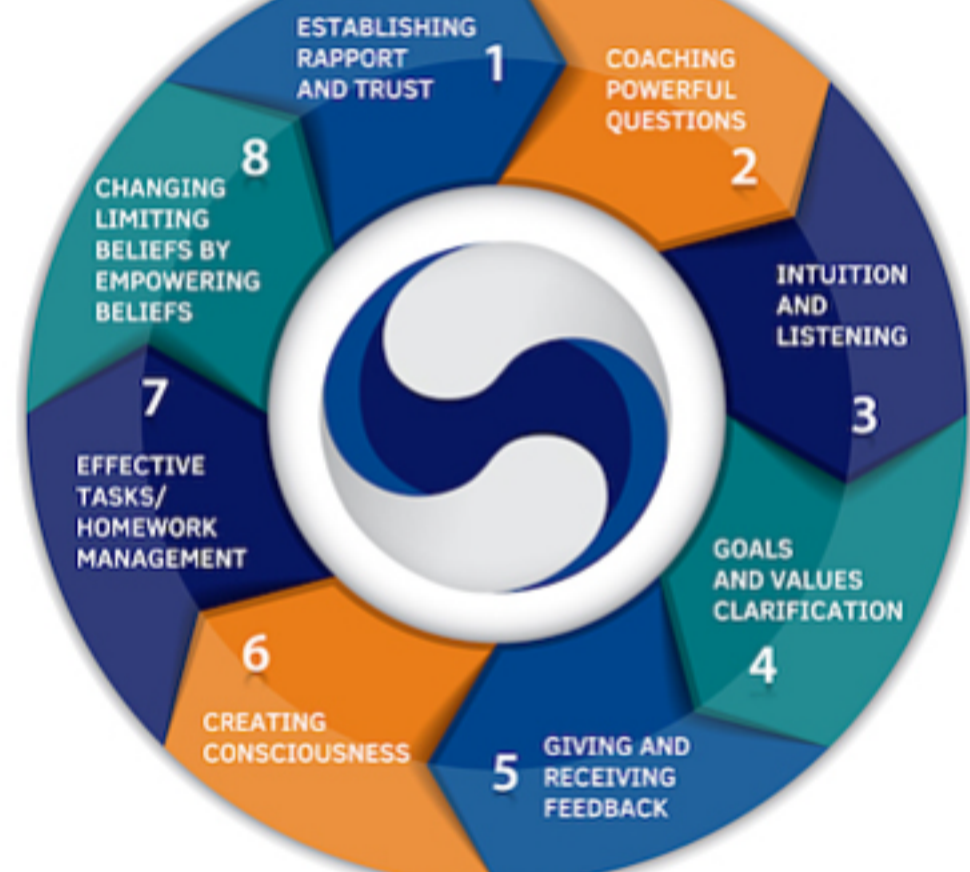 ESTABLISHING
RAPPORT
AND TRUST
1
COACHING
POWERFUL
QUESTIONS
2
INTUITION
AND
LISTENING
3
GOALS
AND VALUES
CLARIFICATION
4
5
GIVING AND
RECEIVING
FEEDBACK
6
CREATING
CONSCIOUSNESS
7
EFFECTIVE
TASKS/
HOMEWORK
MANAGEMENT
8
CHANGING
LIMITING
BELIEFS BY
EMPOWERING
BELIEFS